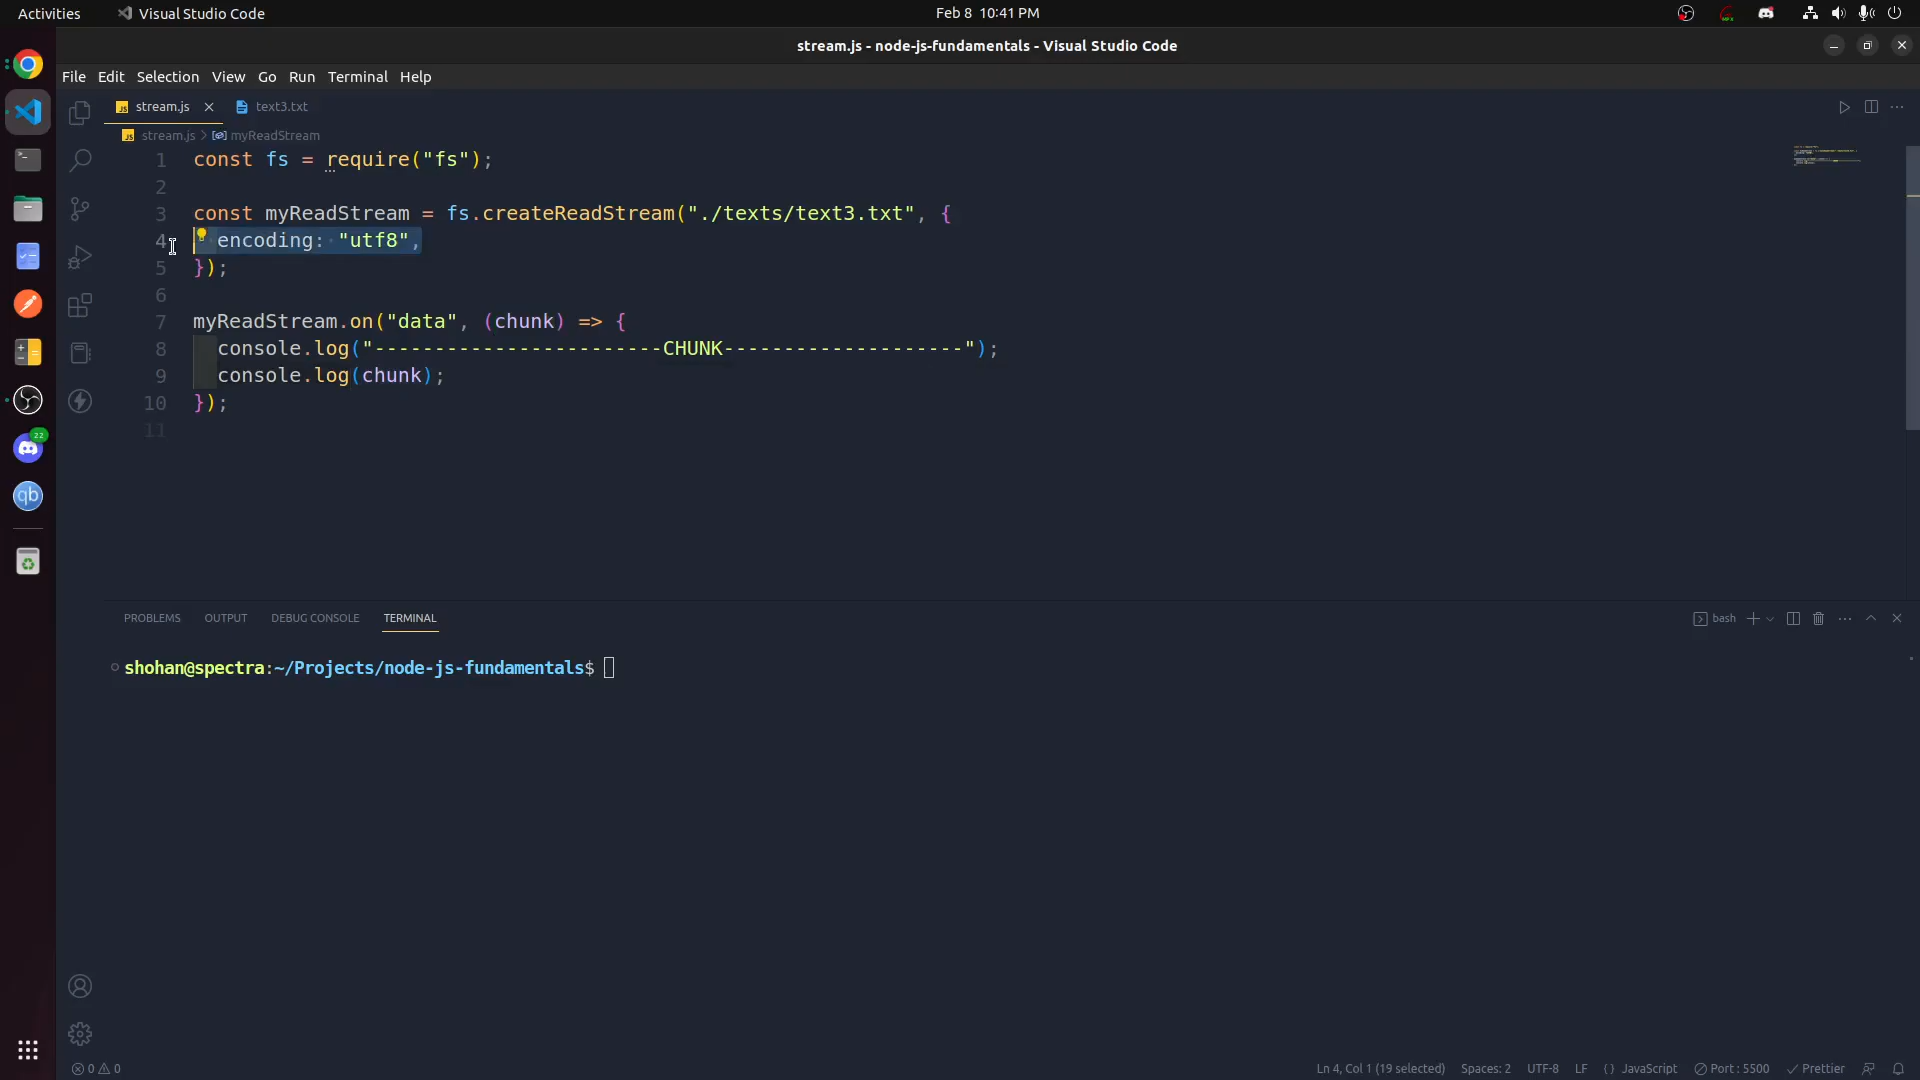 Activities Visual Studio Code Feb 8 10:41 PM
stream.js - node-js-fundamentals - Visual Studio Code
File Edit Selection View Go Run Terminal Help
stream.js text3.txt
stream.js > myReadStream
1 const fs = require("fs");
2
3 const myReadStream = fs.createReadStream("./texts/text3.txt", {
4 encoding: "utf8",
5 });
6
7 myReadStream.on("data", (chunk) => {
8 console.log("------------------------CHUNK--------------------");
9 console.log(chunk);
10 });
11
22
qb
PROBLEMS OUTPUT DEBUG CONSOLE TERMINAL bash
shohan@spectra:~/Projects/node-js-fundamentals$
0 0 Ln 4, Col 1 (19 selected) Spaces: 2 UTF-8 LF { } JavaScript Port : 5500 Prettier